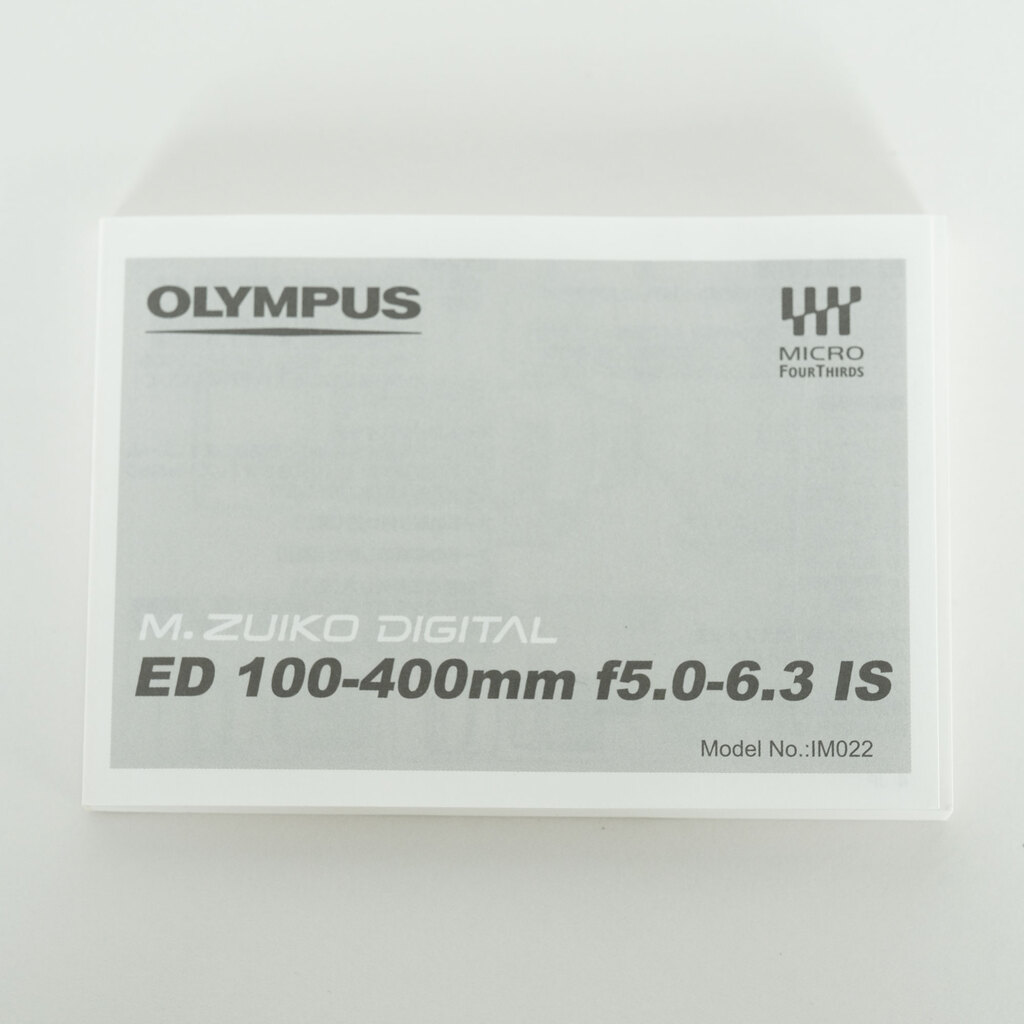 OLYMPUS
MICRO
FOURTHIRDS
M. ZUIKO DIGITAL
ED 100-400mm f5.0-6.3 IS
Model No.:IM022